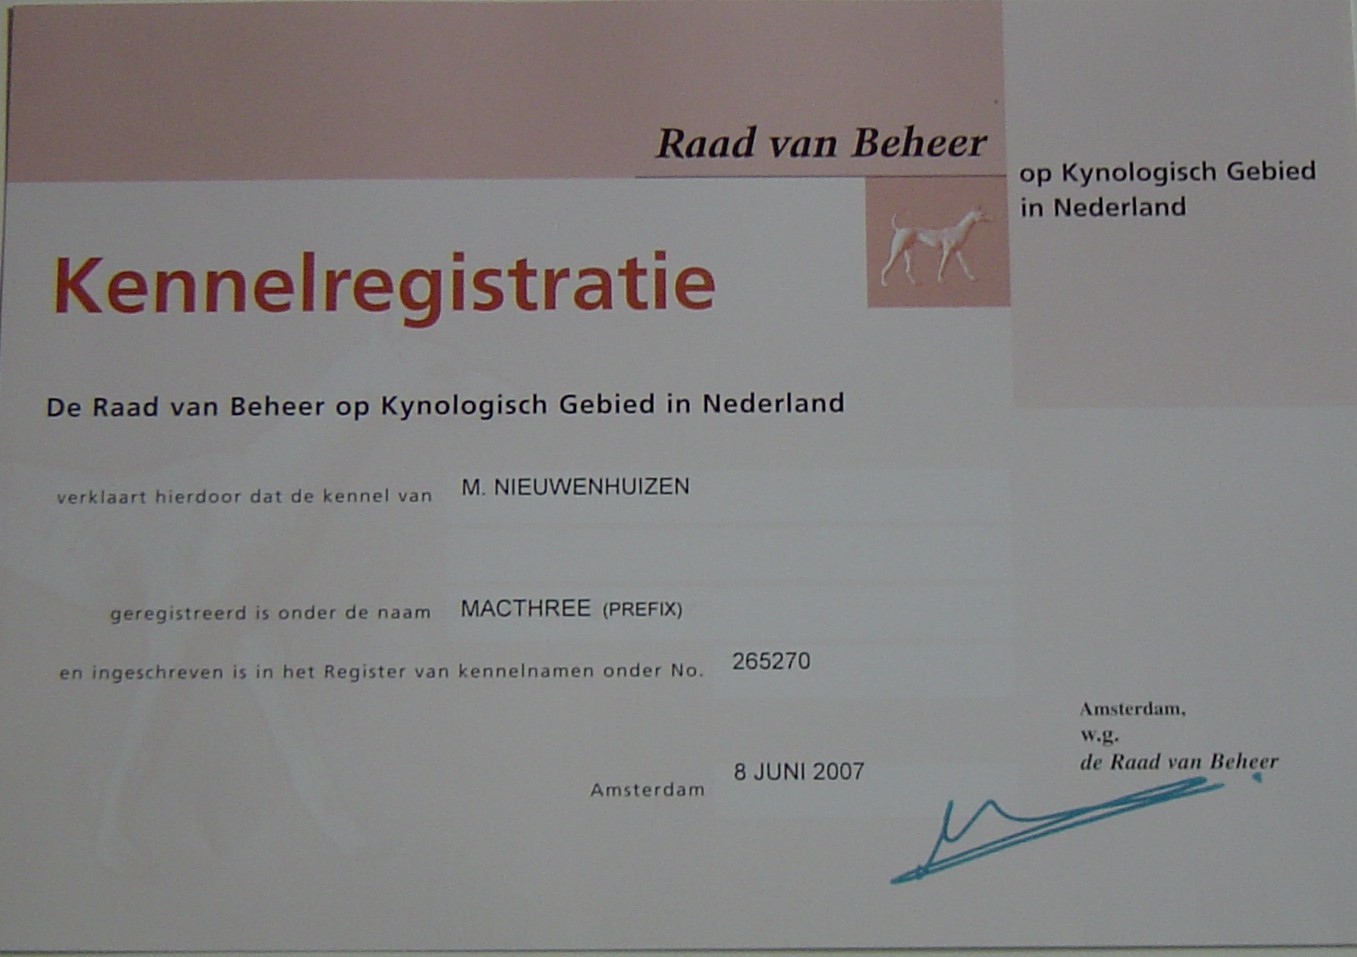 Raad van Beheer
op Kynologisch Gebied
in Nederland
Kennelregistratie
De Raad van Beheer op Kynologisch Gebied in Nederland
verklaart hierdoor dat de kennel van M. NIEUWENHUIZEN
geregistreerd is onder de naam MACTHREE (PREFIX)
en ingeschreven is in het Register van kennelnamen onder No. 265270
Amsterdam 8 JUNI 2007
Amsterdam,
w.g.
de Raad van Beheer